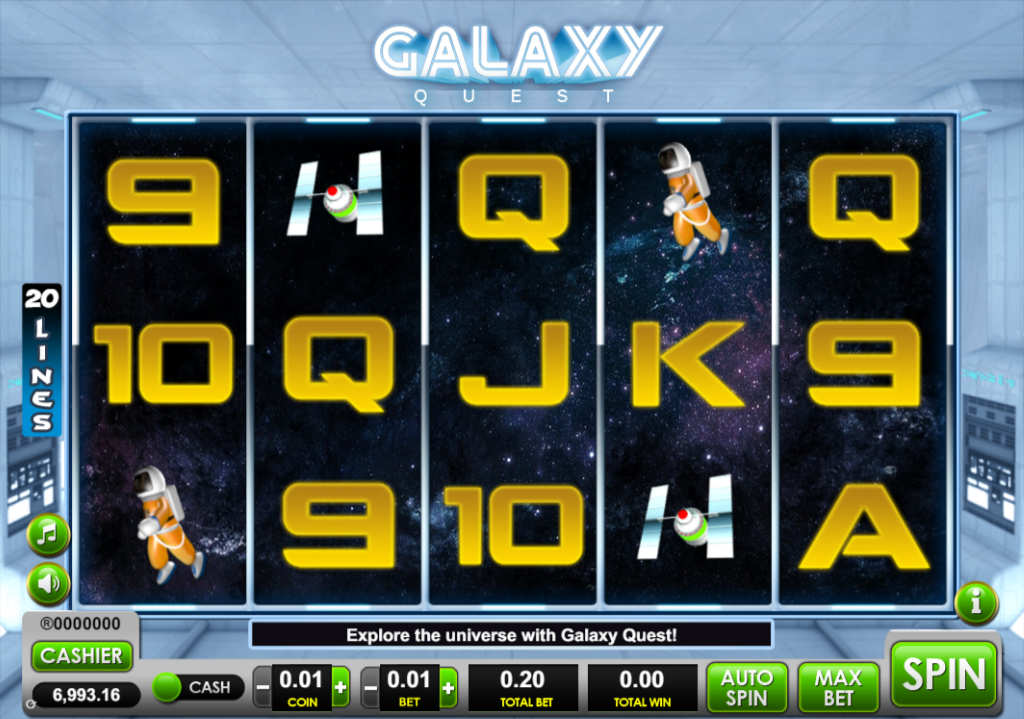 GALAXY
QUEST
9 Q Q
20 LINES
10 Q J K 9
9 10 A
®0000000
Explore the universe with Galaxy Quest!
CASHIER
6,993.16
CASH
− 0.01 +
COIN
− 0.01 +
BET
0.20
TOTAL BET
0.00
TOTAL WIN
AUTO
SPIN
MAX
BET
SPIN
i